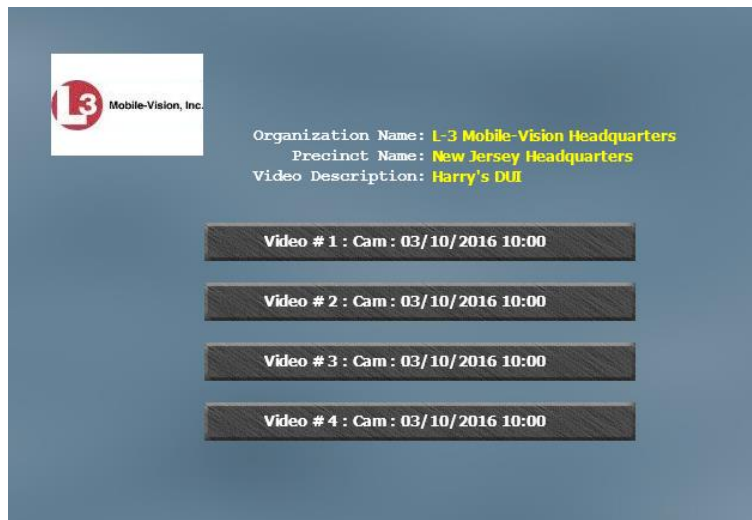 L3 Mobile-Vision, Inc.
Organization Name: L-3 Mobile-Vision Headquarters
Precinct Name: New Jersey Headquarters
Video Description: Harry's DUI
Video # 1 : Cam : 03/10/2016 10:00
Video # 2 : Cam : 03/10/2016 10:00
Video # 3 : Cam : 03/10/2016 10:00
Video # 4 : Cam : 03/10/2016 10:00